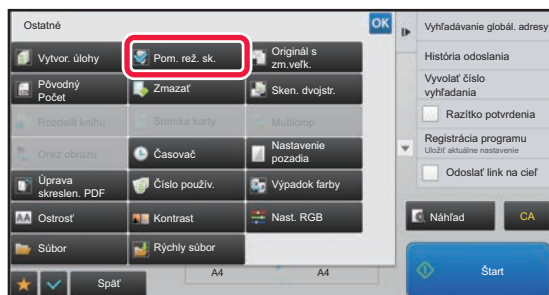 Ostatné
OK
Vytvor. úlohy
Pom. rež. sk.
Originál s
zm.veľk.
Pôvodný
Počet
Zmazať
Sken. dvojstr.
Rozdeliť knihu
Snímka karty
Multicrop
Orez obrazu
Časovač
Nastavenie
pozadia
Úprava
skreslen. PDF
Číslo použív.
Výpadok farby
AA
Ostrosť
Kontrast
Nast. RGB
Súbor
Rýchly súbor
Späť
A4
A4
Vyhľadávanie globál. adresy
História odoslania
Vyvolať číslo
vyhľadania
Razítko potvrdenia
Registrácia programu
Uložiť aktuálne nastavenie
Odoslať link na cieľ
Náhľad
CA
Štart